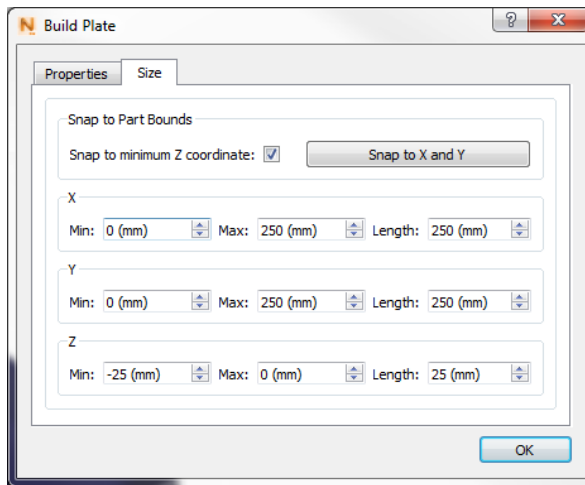 Build Plate
Properties Size
Snap to Part Bounds
Snap to minimum Z coordinate: Snap to X and Y
X
Min: 0 (mm) Max: 250 (mm) Length: 250 (mm)
Y
Min: 0 (mm) Max: 250 (mm) Length: 250 (mm)
Z
Min: -25 (mm) Max: 0 (mm) Length: 25 (mm)
OK